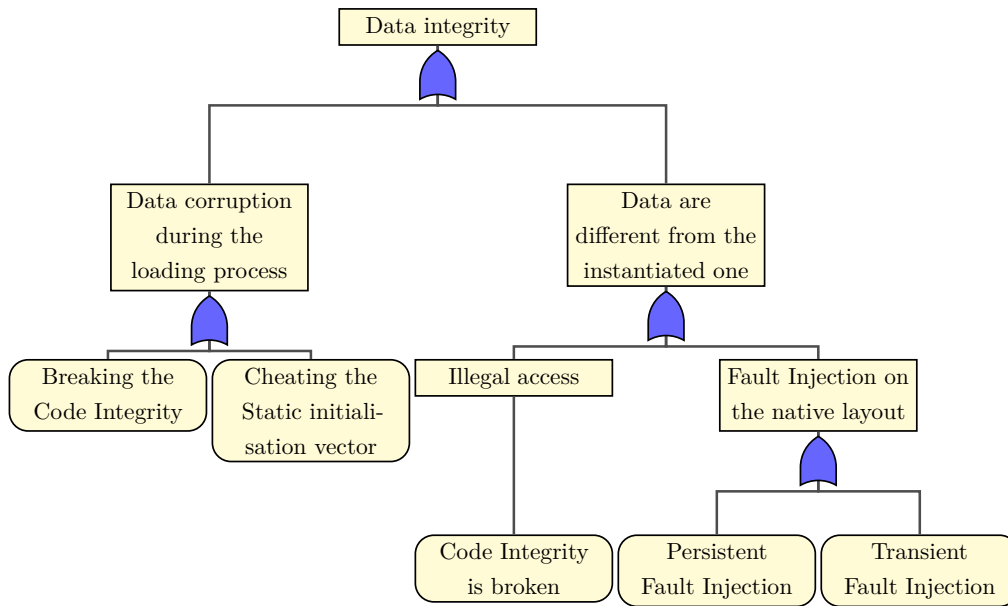 Data integrity
Data corruption
during the
loading process
Data are
different from the
instantiated one
Breaking the
Code Integrity
Cheating the
Static initiali-
sation vector
Illegal access
Fault Injection on
the native layout
Code Integrity
is broken
Persistent
Fault Injection
Transient
Fault Injection